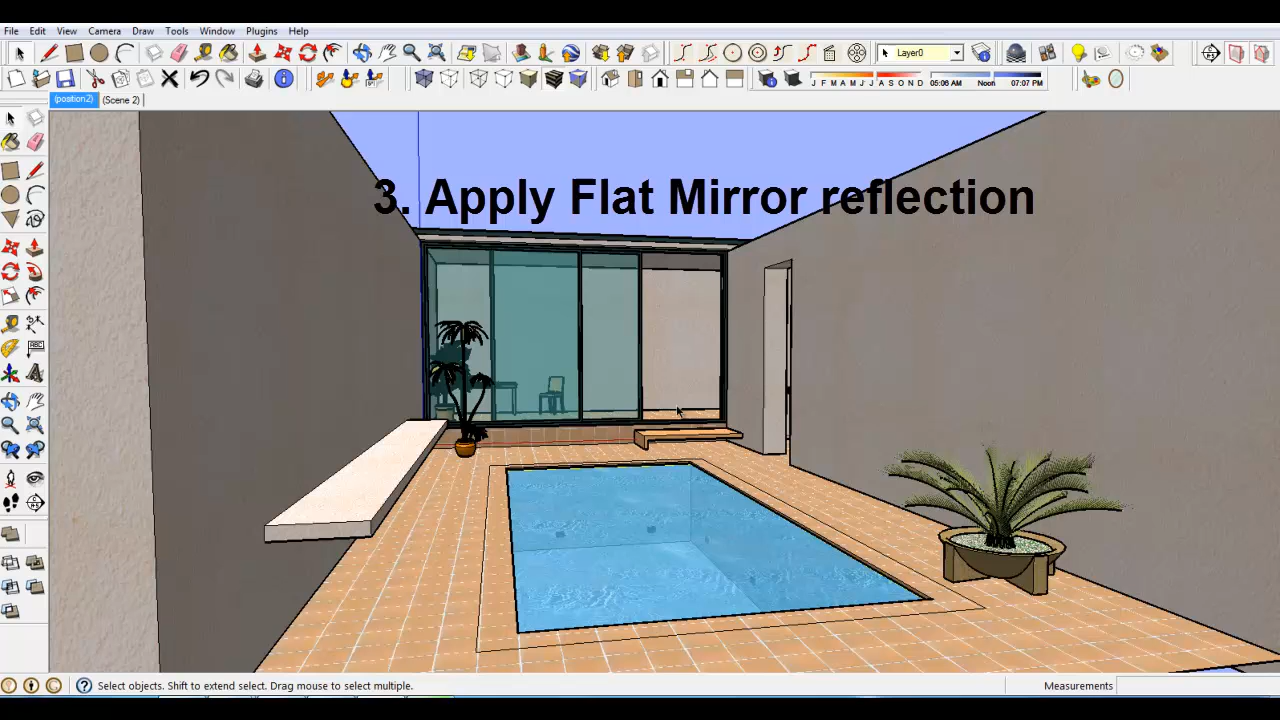 File Edit View Camera Draw Tools Window Plugins Help
Layer0
J F M A M J J A S O N D 05:06 AM Noon 07:07 PM
(position2) (Scene 2)
3. Apply Flat Mirror reflection
ABC
Select objects. Shift to extend select. Drag mouse to select multiple.
Measurements